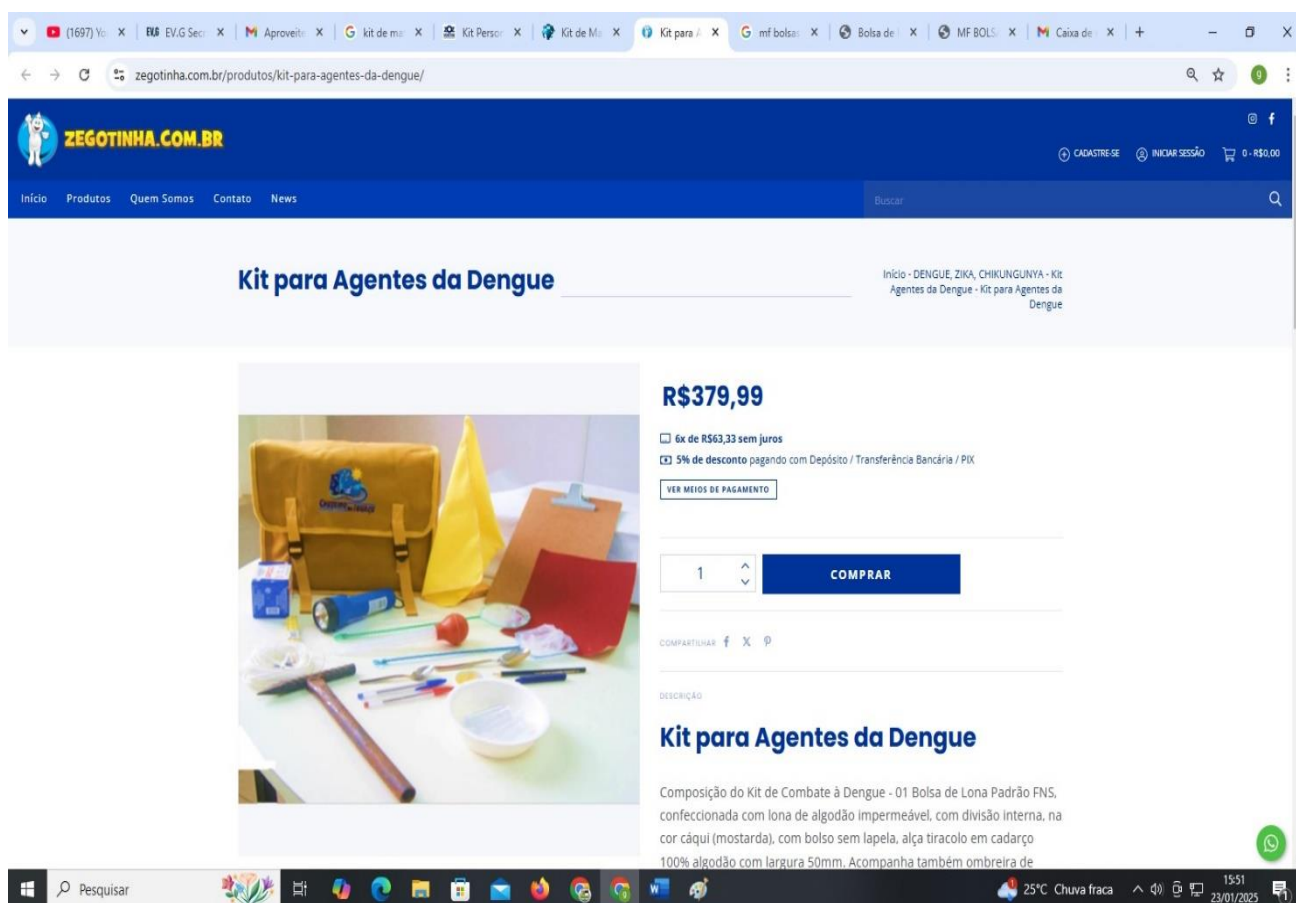 (1697) Yo
EV.G Secr
Aproveite
kit de ma
Kit Person
Kit de Ma
Kit para A
mf bolsas
Bolsa de
MF BOLS
Caixa de
zegotinha.com.br/produtos/kit-para-agentes-da-dengue/
9
ZEGOTINHA.COM.BR
CADASTRE-SE INICIAR SESSÃO 0 - R$0,00
Início Produtos Quem Somos Contato News
Buscar
Kit para Agentes da Dengue
Início - DENGUE, ZIKA, CHIKUNGUNYA - Kit
Agentes da Dengue - Kit para Agentes da
Dengue
R$379,99
6x de R$63,33 sem juros
5% de desconto pagando com Depósito / Transferência Bancária / PIX
VER MEIOS DE PAGAMENTO
1
COMPRAR
COMPARTILHAR
DESCRIÇÃO
Kit para Agentes da Dengue
Composição do Kit de Combate à Dengue - 01 Bolsa de Lona Padrão FNS,
confeccionada com lona de algodão impermeável, com divisão interna, na
cor cáqui (mostarda), com bolso sem lapela, alça tiracolo em cadarço
100% algodão com largura 50mm. Acompanha também ombreira de
Pesquisar
25°C Chuva fraca
15:51
23/01/2025